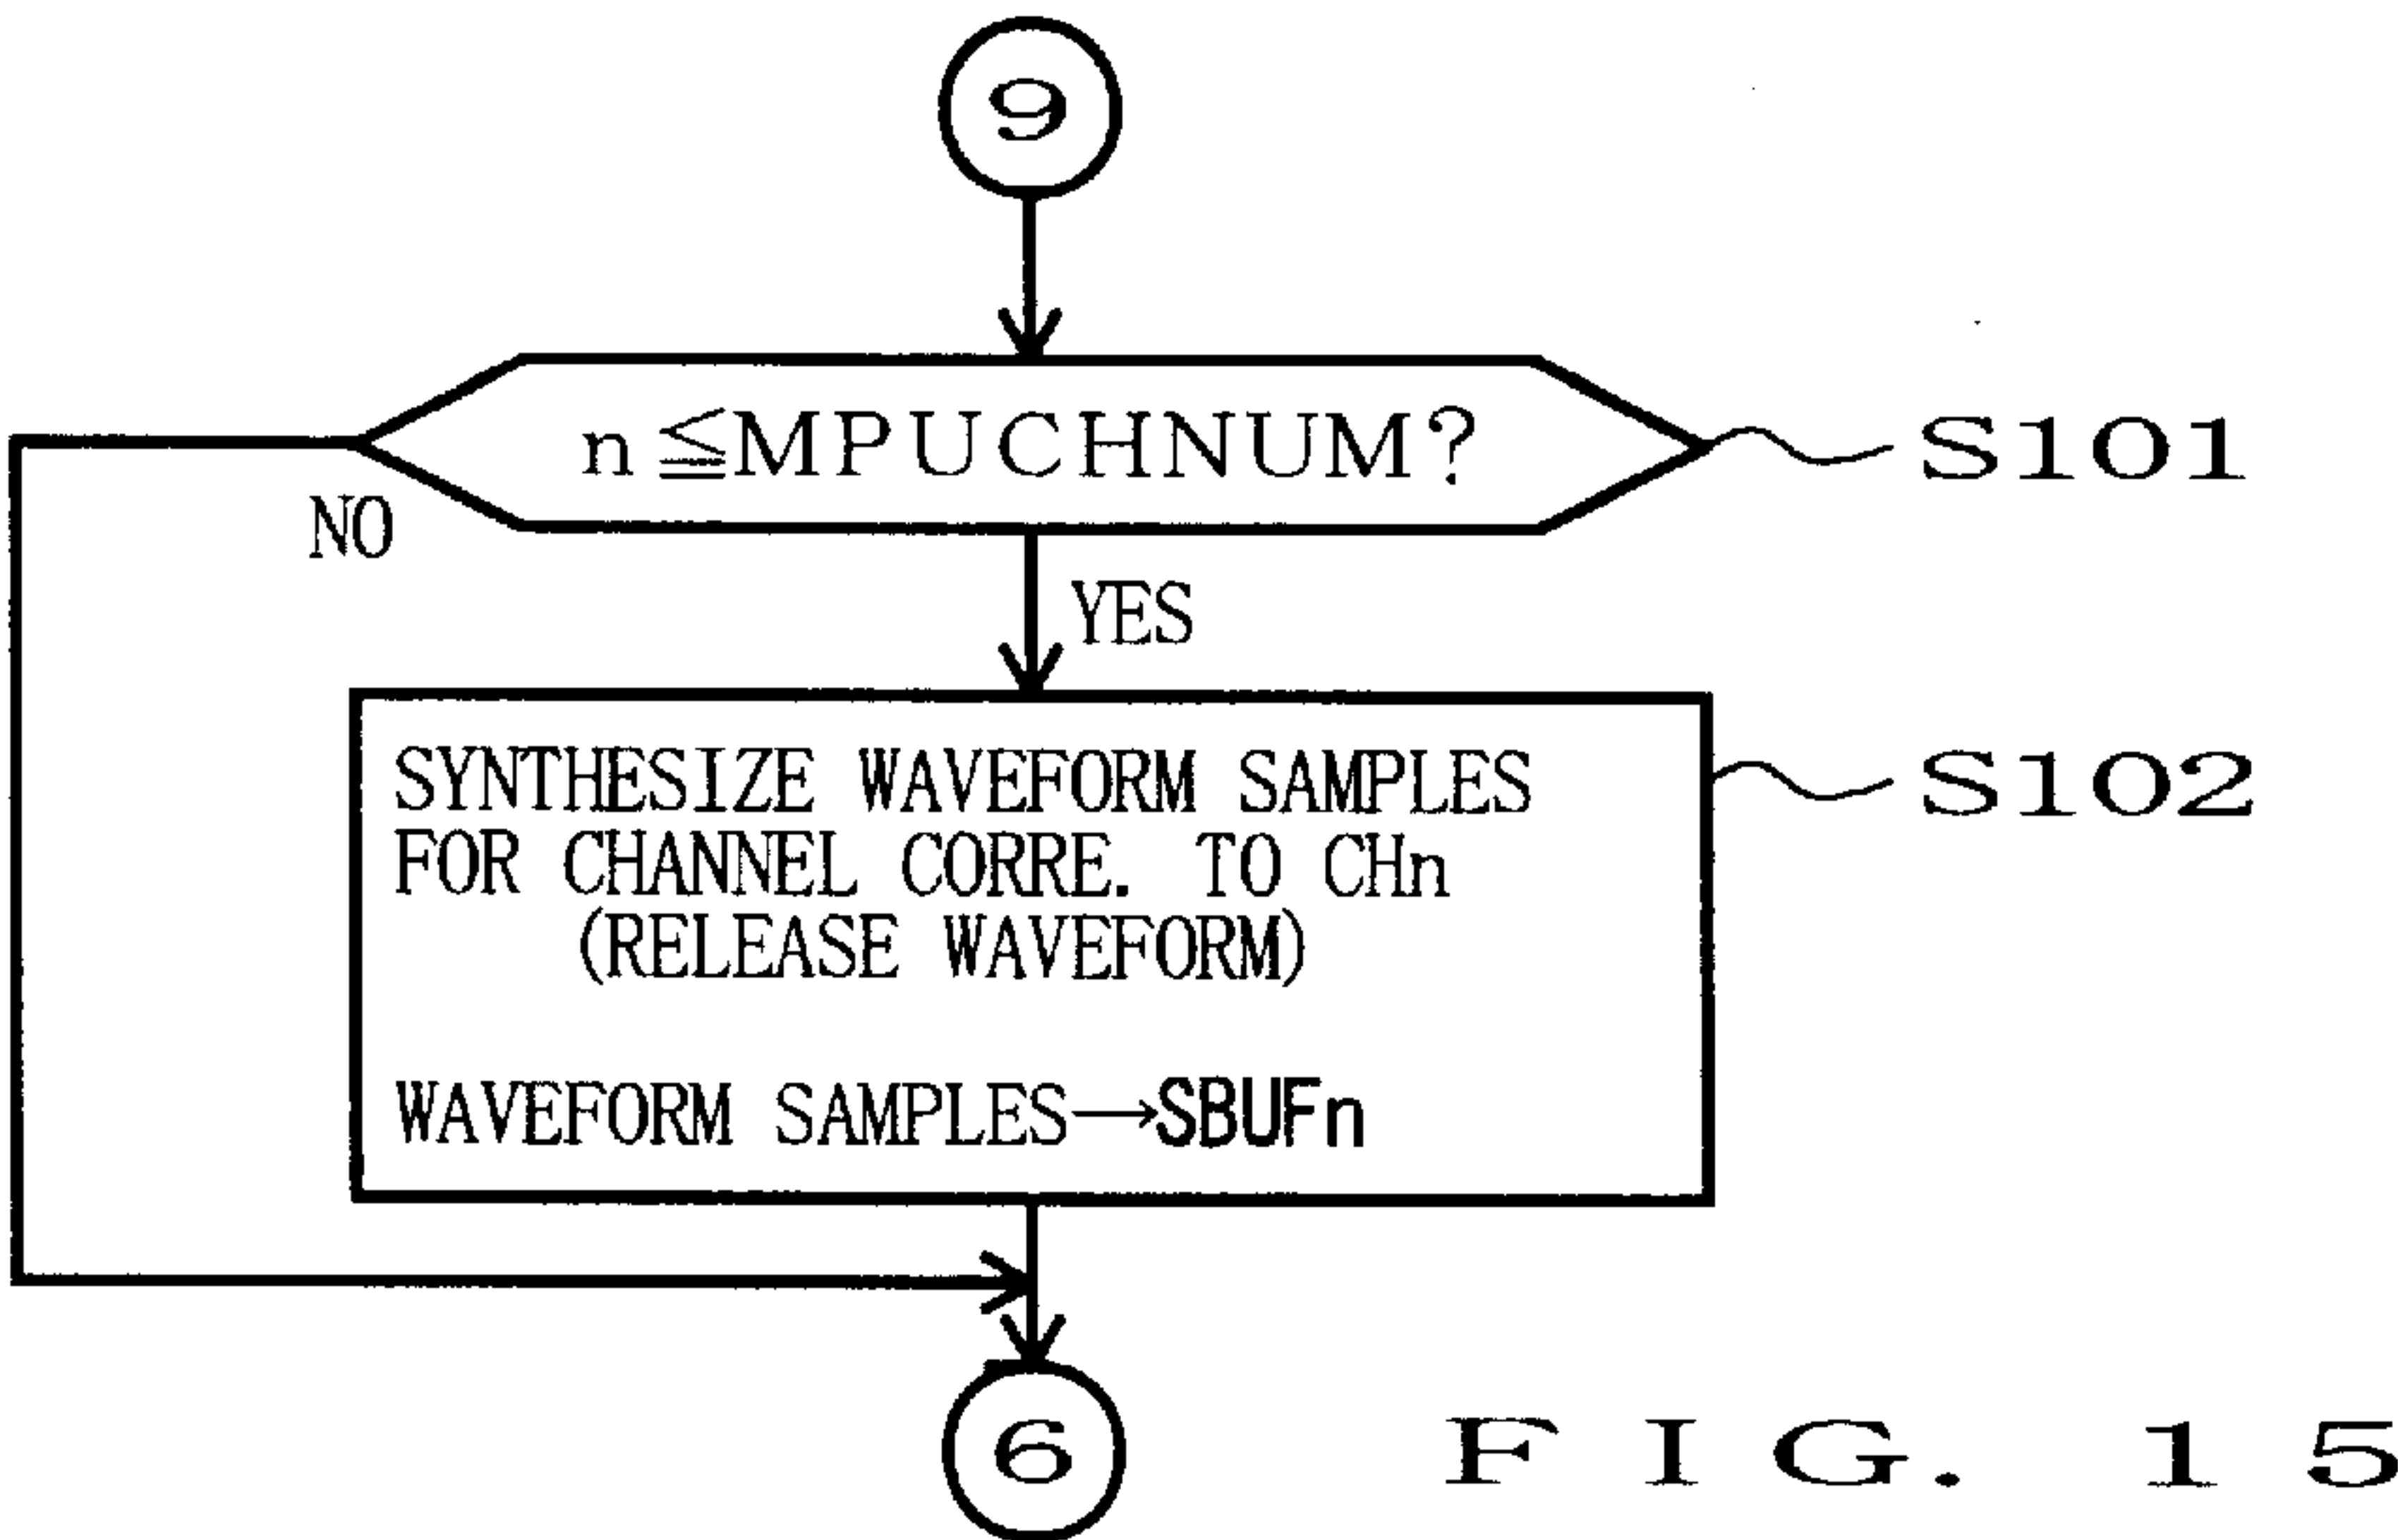 9
n ≦MPUCHNUM?
S101
NO
YES
SYNTHESIZE WAVEFORM SAMPLES
FOR CHANNEL CORRE. TO CHn
(RELEASE WAVEFORM)
WAVEFORM SAMPLES→SBUFn
S102
6
FIG. 15